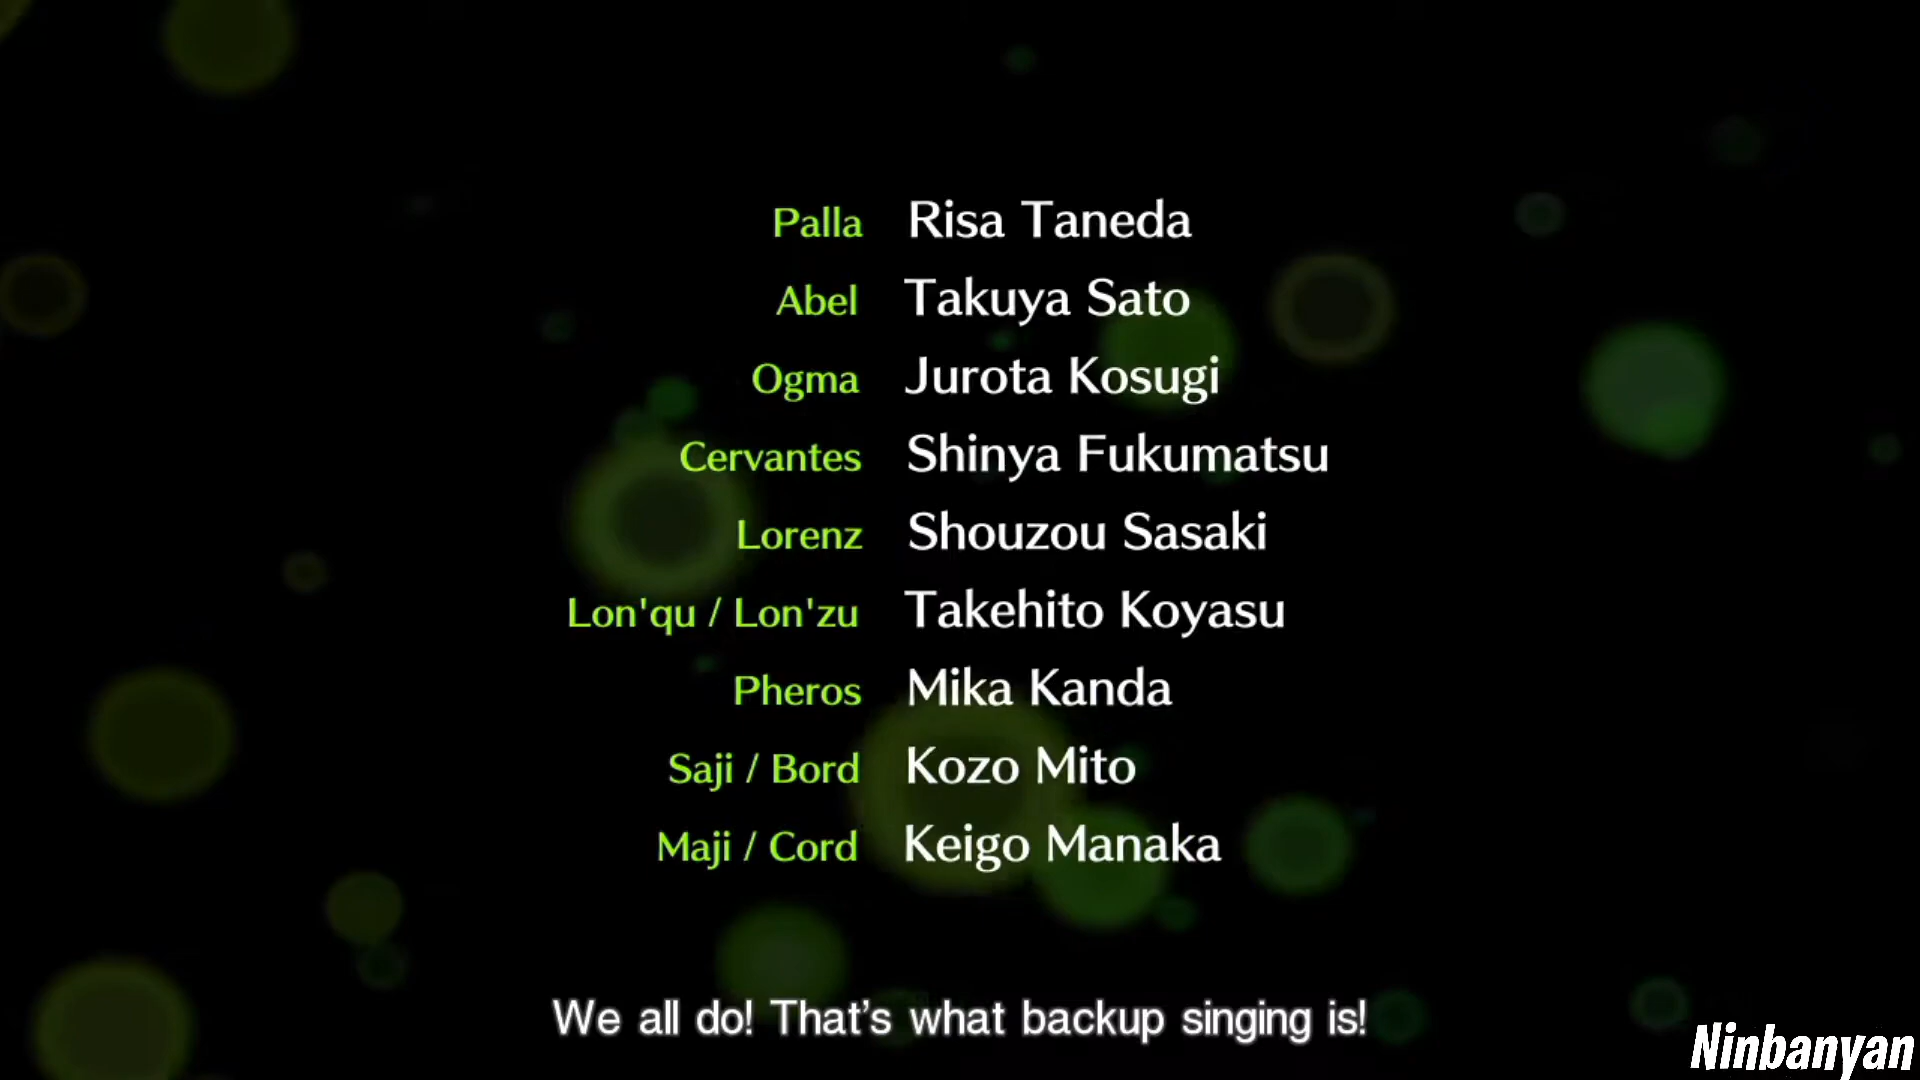 Palla Risa Taneda
Abel Takuya Sato
Ogma Jurota Kosugi
Cervantes Shinya Fukumatsu
Lorenz Shouzou Sasaki
Lon'qu / Lon'zu Takehito Koyasu
Pheros Mika Kanda
Saji / Bord Kozo Mito
Maji / Cord Keigo Manaka
We all do! That's what backup singing is!
Ninbanyan